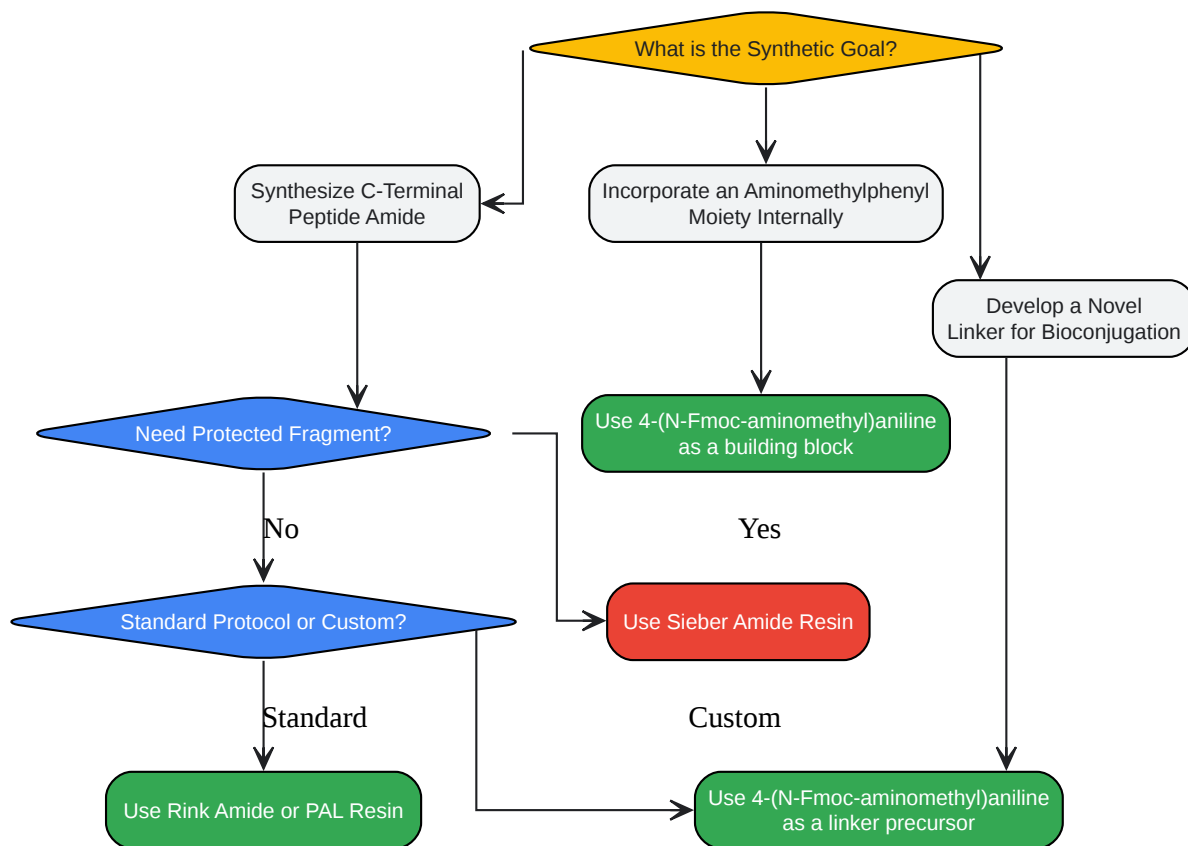 What is the Synthetic Goal?
Synthesize C-Terminal
Peptide Amide
Incorporate an Aminomethylphenyl
Moiety Internally
Develop a Novel
Linker for Bioconjugation
Need Protected Fragment?
Use 4-(N-Fmoc-aminomethyl)aniline
as a building block
No
Yes
Standard Protocol or Custom?
Use Sieber Amide Resin
Standard
Custom
Use Rink Amide or PAL Resin
Use 4-(N-Fmoc-aminomethyl)aniline
as a linker precursor